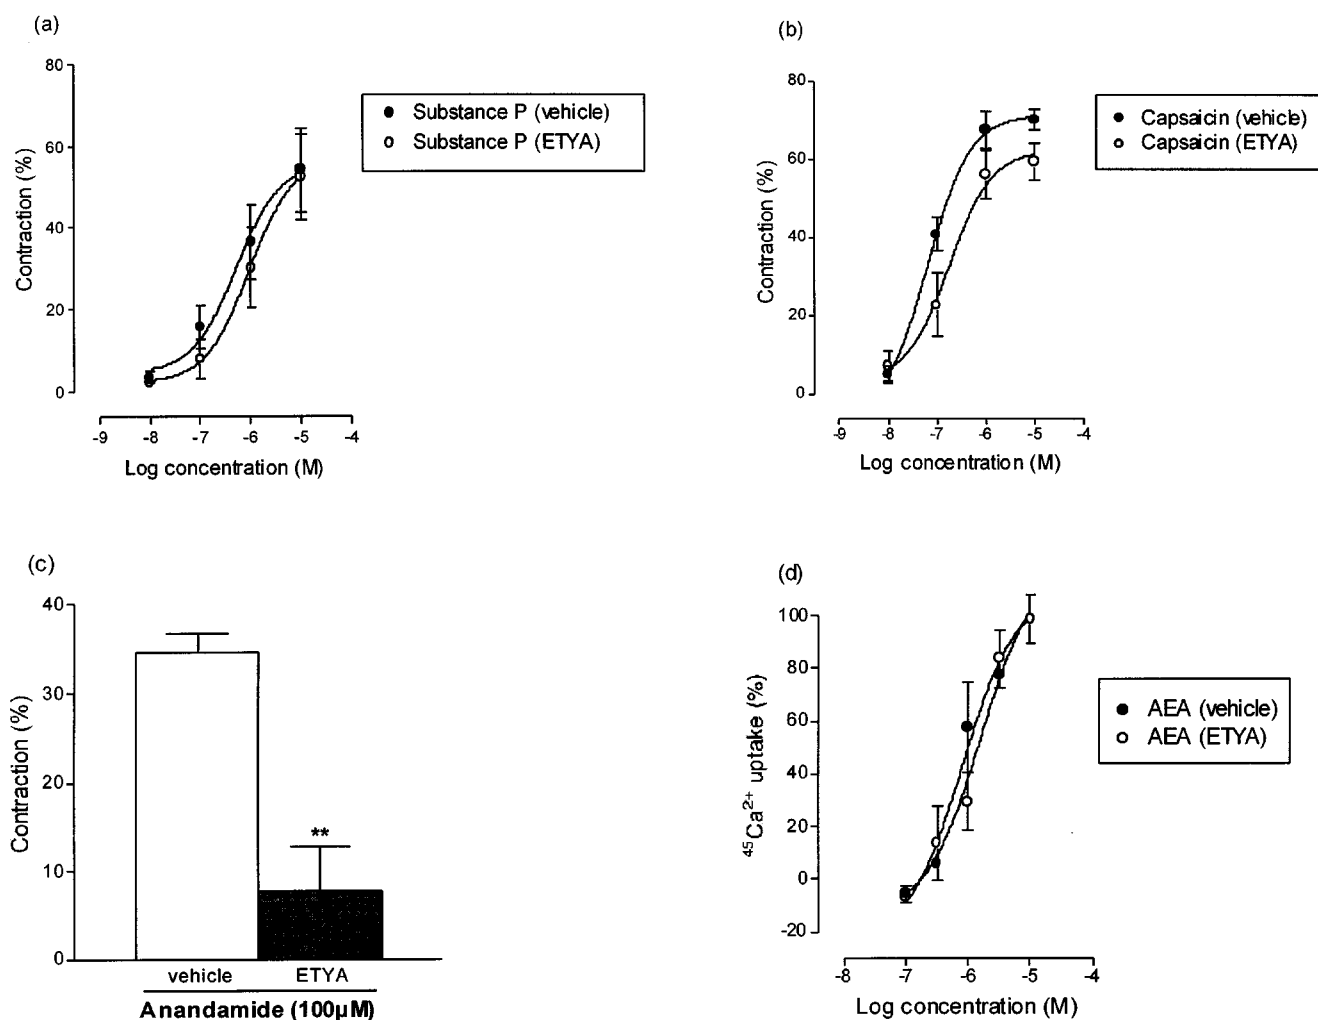 (a)
80
60
40
20
0
Contraction (%)
-9 -8 -7 -6 -5 -4
Log concentration (M)
Substance P (vehicle)
Substance P (ETYA)
(b)
80
60
40
20
0
Contraction (%)
-9 -8 -7 -6 -5 -4
Log concentration (M)
Capsaicin (vehicle)
Capsaicin (ETYA)
(c)
40
30
20
10
0
Contraction (%)
**
vehicle ETYA
Anandamide (100µM)
(d)
100
80
60
40
20
0
-20
⁴⁵Ca²⁺ uptake (%)
-8 -7 -6 -5 -4
Log concentration (M)
AEA (vehicle)
AEA (ETYA)